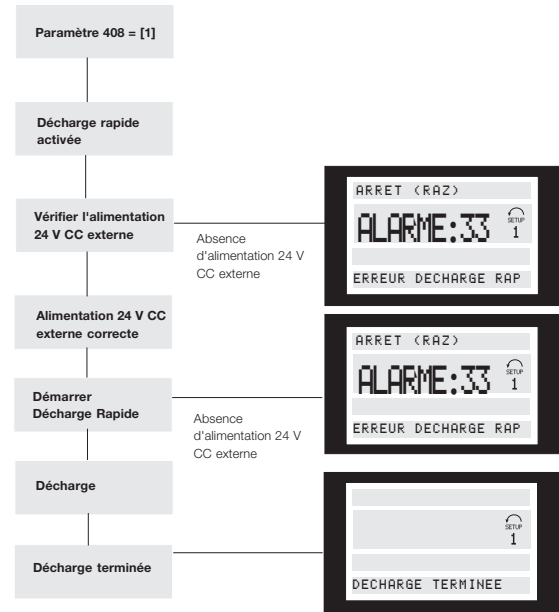 Paramètre 408 = [1]
Décharge rapide
activée
Vérifier l'alimentation
24 V CC externe
Absence
d'alimentation 24 V
CC externe
ARRET (RAZ)
ALARME:33
SETUP
1
ERREUR DECHARGE RAP
Alimentation 24 V CC
externe correcte
Démarrer
Décharge Rapide
Absence
d'alimentation 24 V
CC externe
ARRET (RAZ)
ALARME:33
SETUP
1
ERREUR DECHARGE RAP
Décharge
Décharge terminée
SETUP
1
DECHARGE TERMINEE